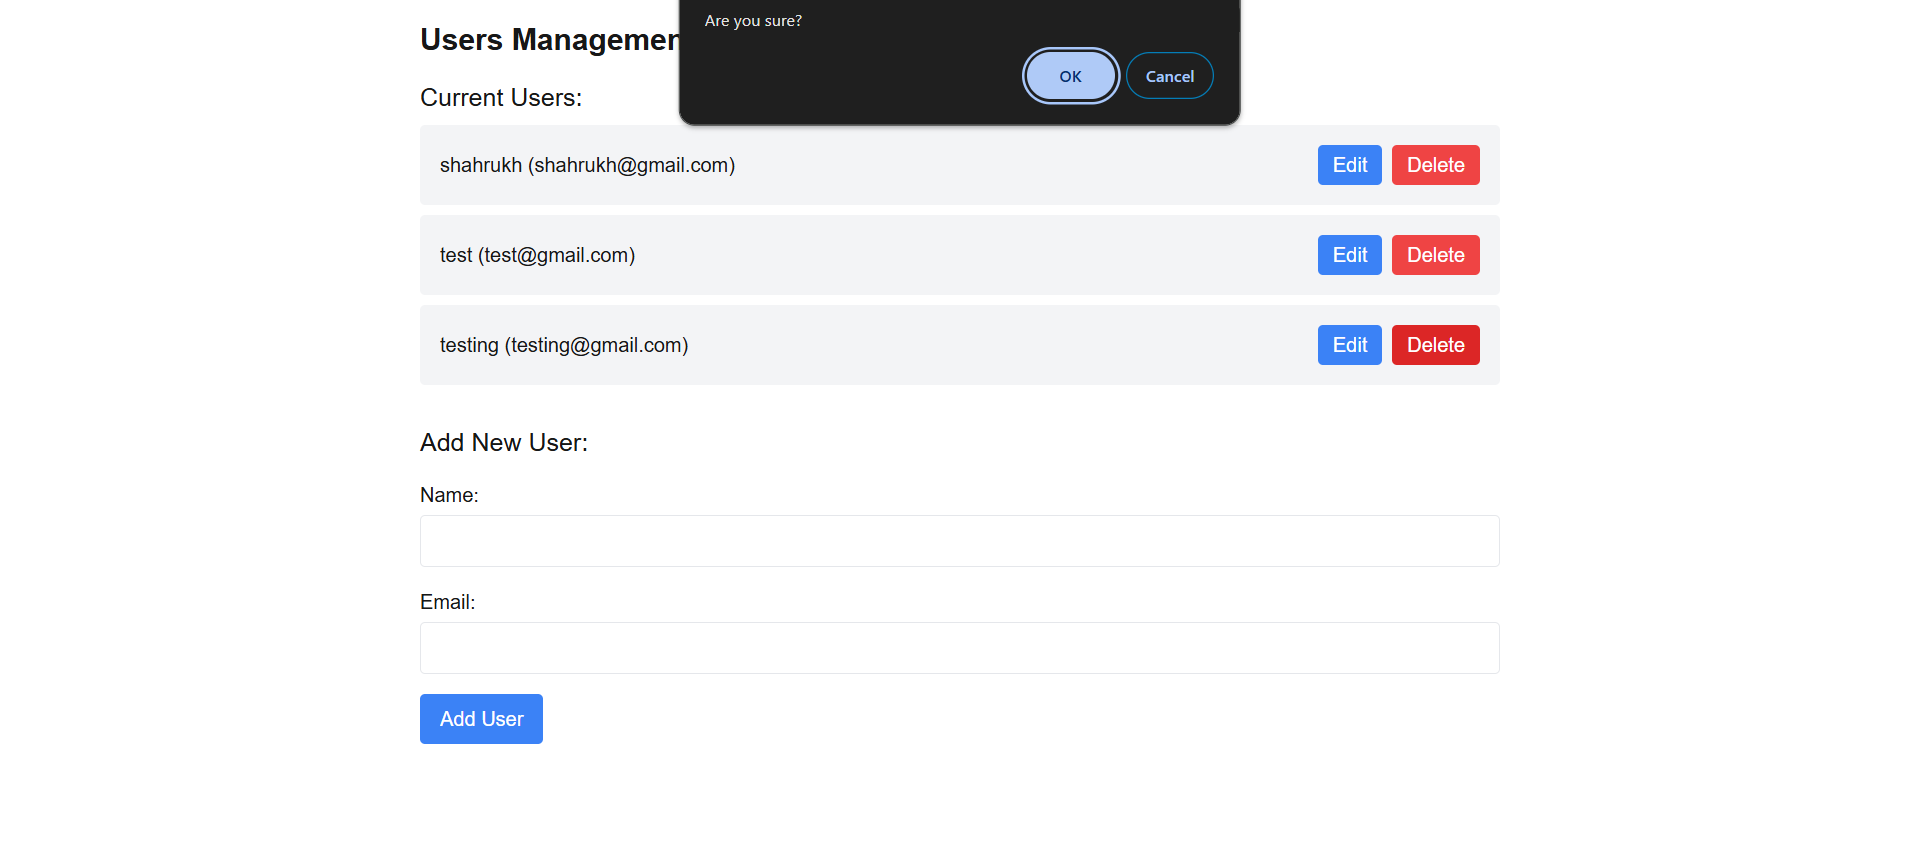 Are you sure?
OK Cancel
Users Managemen
Current Users:
shahrukh (shahrukh@gmail.com) Edit Delete
test (test@gmail.com) Edit Delete
testing (testing@gmail.com) Edit Delete
Add New User:
Name:
Email:
Add User